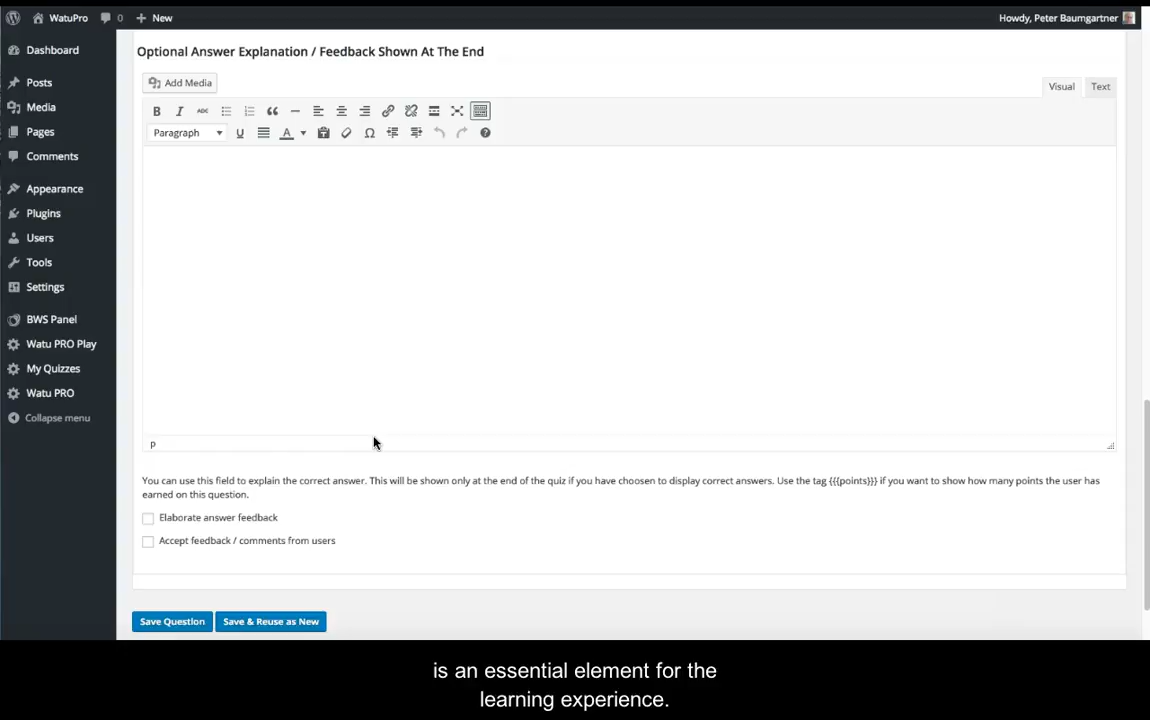 WatuPro 0 New Howdy, Peter Baumgartner
Optional Answer Explanation / Feedback Shown At The End
Dashboard
Posts
Media
Pages
Comments
Appearance
Plugins
Users
Tools
Settings
BWS Panel
Watu PRO Play
My Quizzes
Watu PRO
Collapse menu
Add Media
Visual Text
B I ABC
Paragraph U A Ω
p
You can use this field to explain the correct answer. This will be shown only at the end of the quiz if you have choosen to display correct answers. Use the tag {{{points}}} if you want to show how many points the user has
earned on this question.
Elaborate answer feedback
Accept feedback / comments from users
Save Question Save & Reuse as New
is an essential element for the
learning experience.